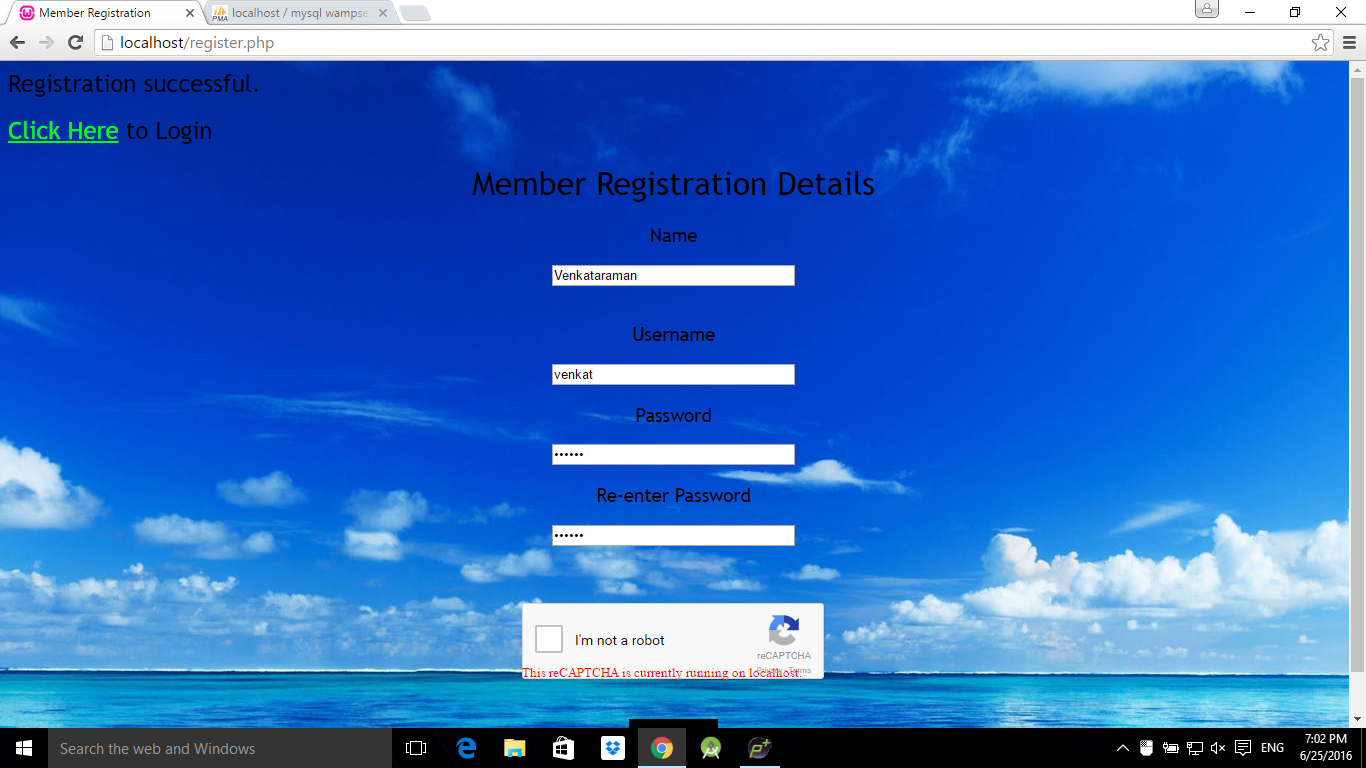 Member Registration
PMA
localhost / mysql wampse
localhost/register.php
Registration successful.
Click Here to Login
Member Registration Details
Name
Venkataraman
Username
venkat
Password
••••••
Re-enter Password
••••••
I'm not a robot
reCAPTCHA
Privacy - Terms
This reCAPTCHA is currently running on localhost.
Search the web and Windows
ENG
7:02 PM
6/25/2016